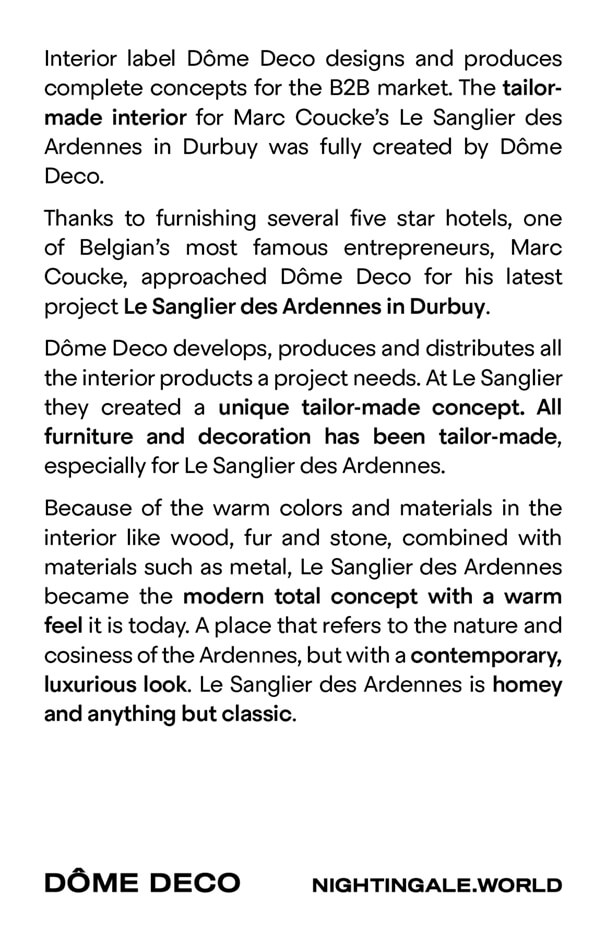 Interior label Dôme Deco designs and produces
complete concepts for the B2B market. The tailor-
made interior for Marc Coucke’s Le Sanglier des
Ardennes in Durbuy was fully created by Dôme
Deco.
Thanks to furnishing several five star hotels, one
of Belgian’s most famous entrepreneurs, Marc
Coucke, approached Dôme Deco for his latest
project Le Sanglier des Ardennes in Durbuy.
Dôme Deco develops, produces and distributes all
the interior products a project needs. At Le Sanglier
they created a unique tailor-made concept. All
furniture and decoration has been tailor-made,
especially for Le Sanglier des Ardennes.
Because of the warm colors and materials in the
interior like wood, fur and stone, combined with
materials such as metal, Le Sanglier des Ardennes
became the modern total concept with a warm
feel it is today. A place that refers to the nature and
cosiness of the Ardennes, but with a contemporary,
luxurious look. Le Sanglier des Ardennes is homey
and anything but classic.
DÔME DECO
NIGHTINGALE.WORLD